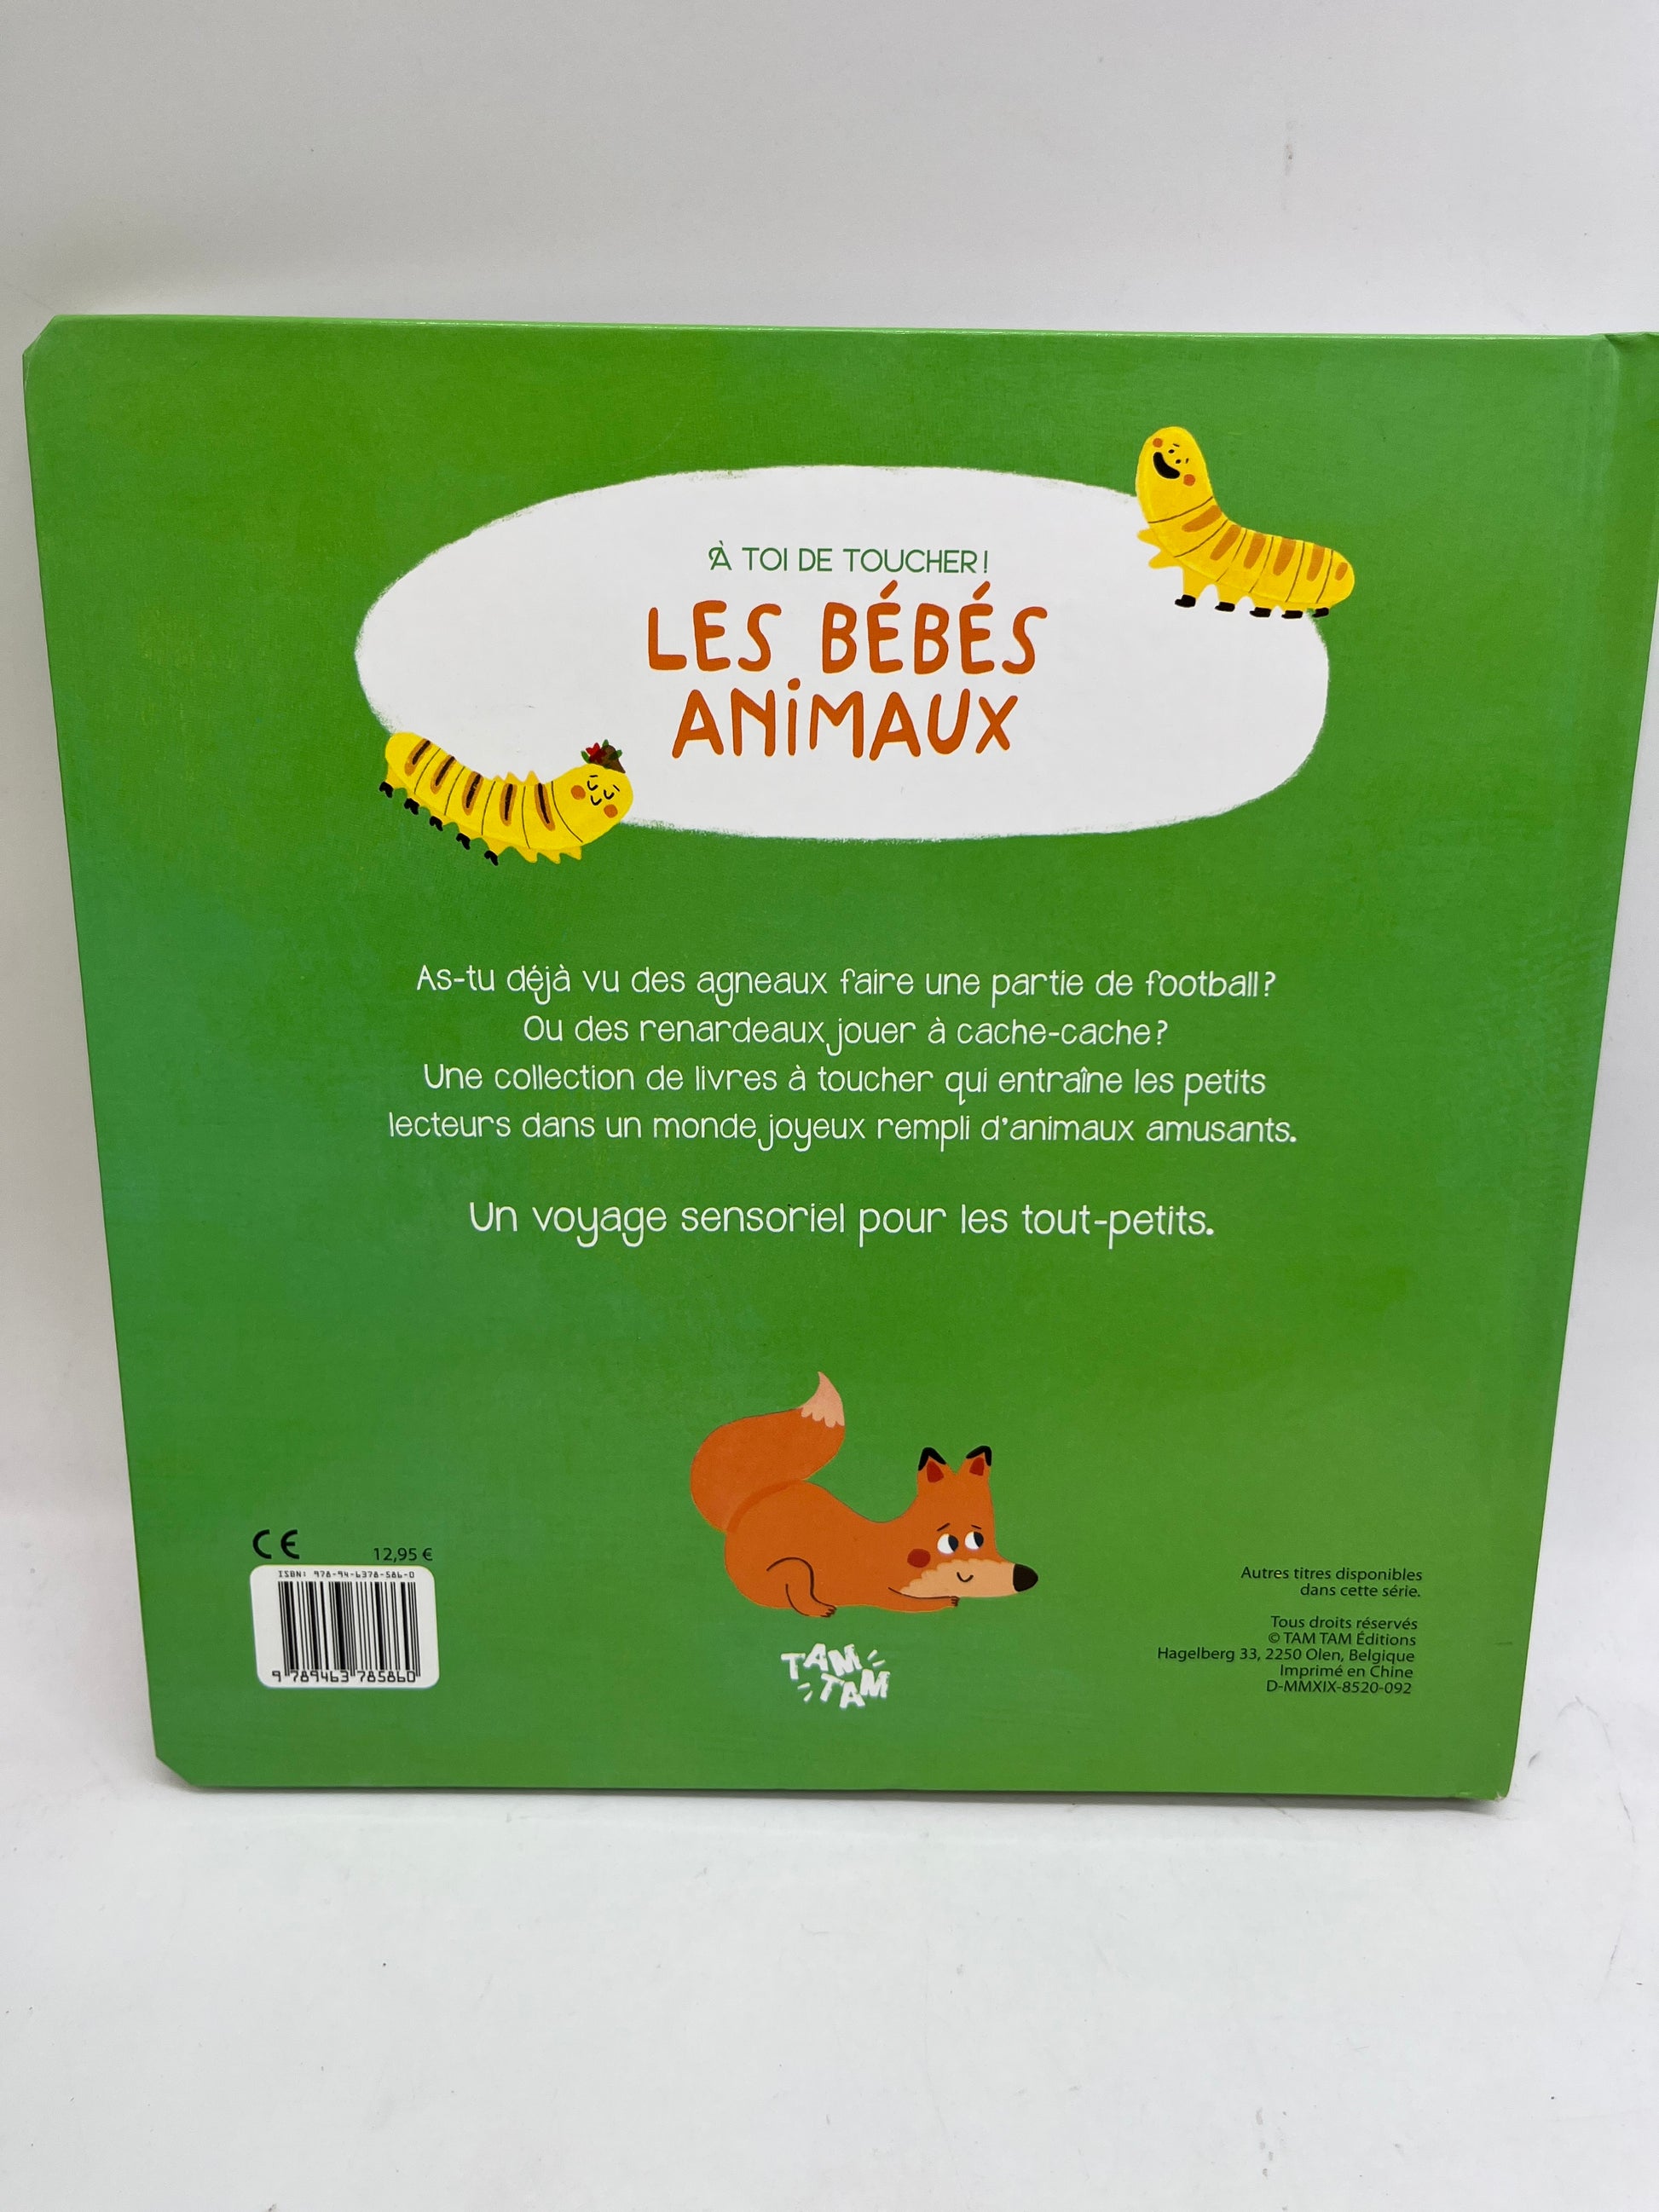 À TOI DE TOUCHER!
LES BÉBÉS
ANIMAUX
As-tu déjà vu des agneaux faire une partie de football?
Ou des renardeaux jouer à cache-cache?
Une collection de livres à toucher qui entraîne les petits
lecteurs dans un monde joyeux rempli d'animaux amusants.
Un voyage sensoriel pour les tout-petits.
CE
12,95 €
ISBN: 978-94-6378-586-0
9 789463 785860
TAM
TAM
Autres titres disponibles
dans cette série.
Tous droits réservés
© TAM TAM Éditions
Hagelberg 33, 2250 Olen, Belgique
Imprimé en Chine
D-MMXIX-8520-092